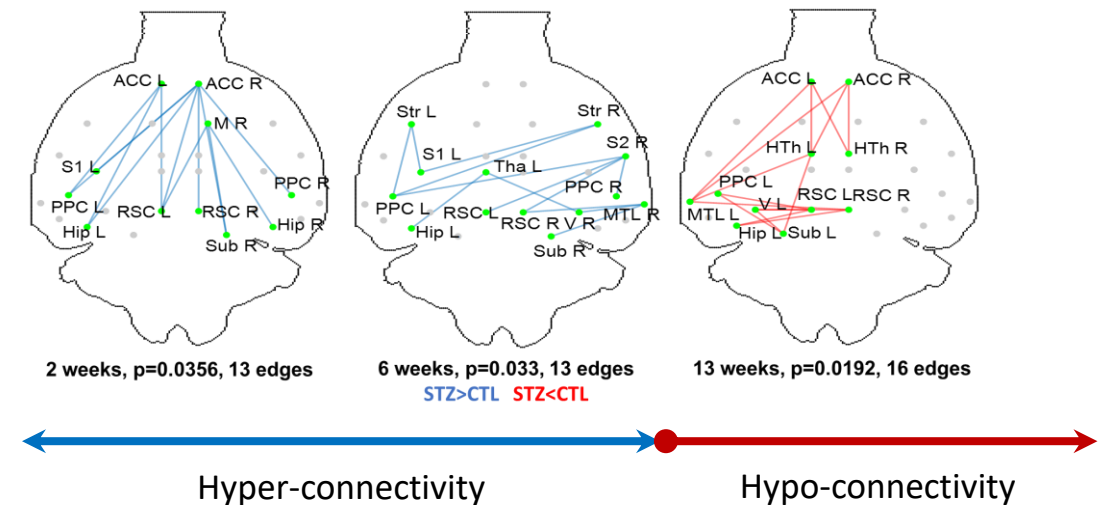 ACC L ACC R
M R
S1 L
PPC R
PPC L RSC L RSC R
Hip L Hip R
Sub R
Str L Str R
S2 R
S1 L Tha L
PPC R
PPC L RSC L RSC R V R MTL R
Hip L
Sub R
ACC L ACC R
HTh L HTh R
PPC L
RSC L RSC R
MTL L V L
Hip L Sub L
2 weeks, p=0.0356, 13 edges
6 weeks, p=0.033, 13 edges
13 weeks, p=0.0192, 16 edges
STZ>CTL STZ<CTL
Hyper-connectivity
Hypo-connectivity